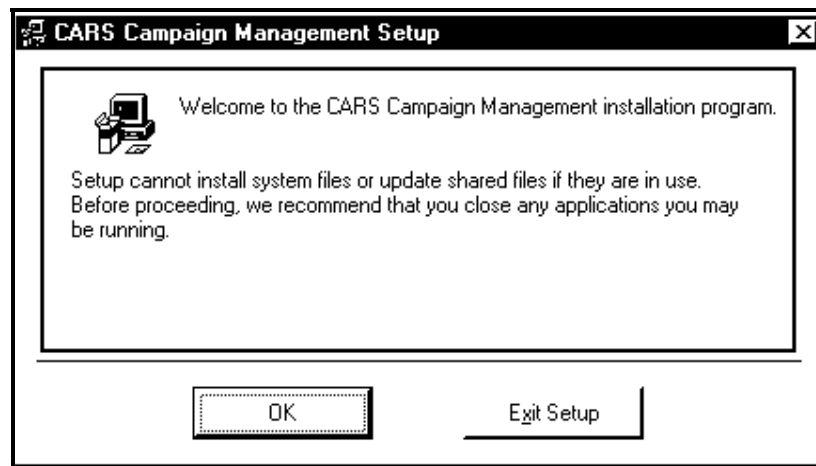 CARS Campaign Management Setup
Welcome to the CARS Campaign Management installation program.
Setup cannot install system files or update shared files if they are in use.
Before proceeding, we recommend that you close any applications you may
be running.
OK
Exit Setup